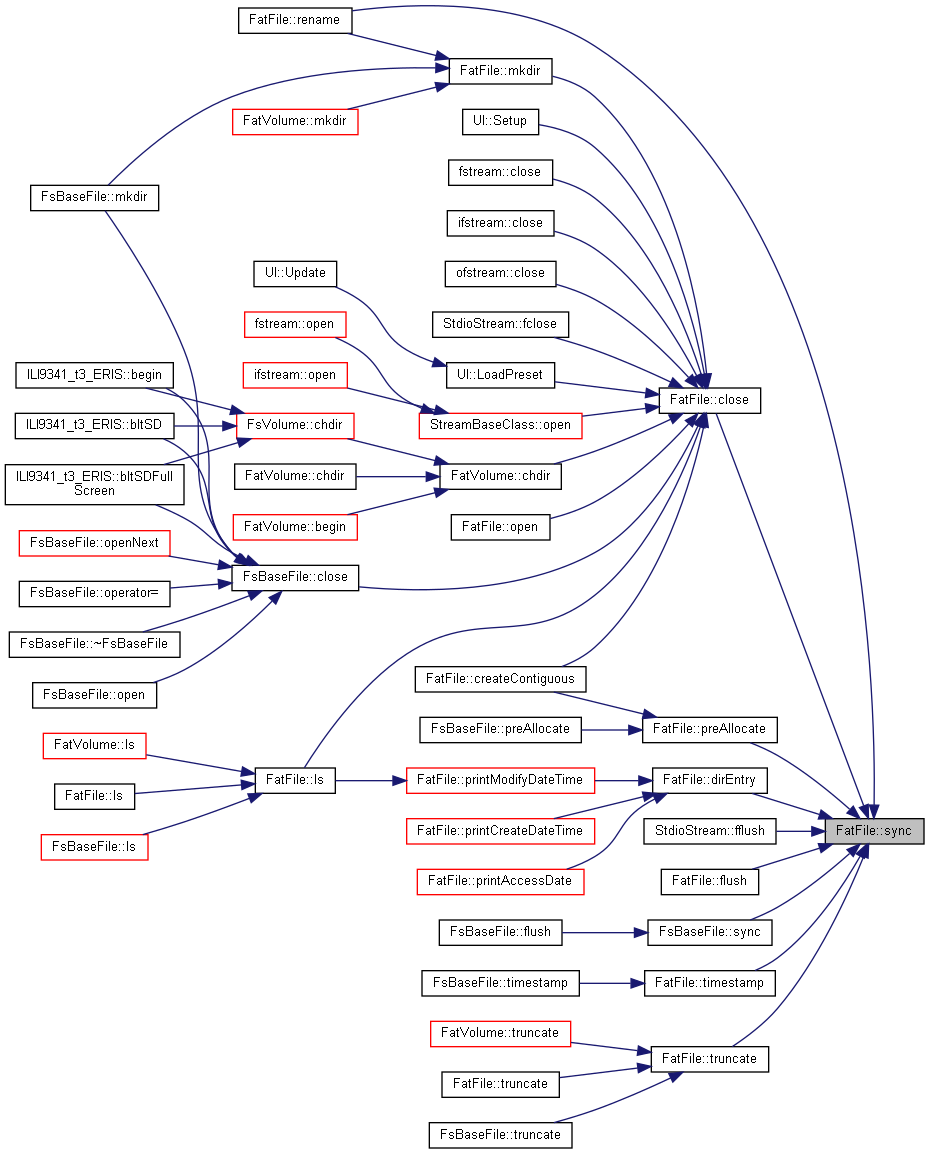 FatFile::rename
FatFile::mkdir
UI::Setup
FatVolume::mkdir
fstream::close
FsBaseFile::mkdir
ifstream::close
UI::Update
ofstream::close
fstream::open
StdioStream::fclose
ILI9341_t3_ERIS::begin
ifstream::open
UI::LoadPreset
FatFile::close
ILI9341_t3_ERIS::bltSD
FsVolume::chdir
StreamBaseClass::open
ILI9341_t3_ERIS::bltSDFull
_Screen
FatVolume::chdir
FatVolume::chdir
FatVolume::begin
FatFile::open
FsBaseFile::openNext
FsBaseFile::close
FsBaseFile::operator=
FsBaseFile::~FsBaseFile
FsBaseFile::open
FatFile::createContiguous
FatVolume::ls
FsBaseFile::preAllocate
FatFile::preAllocate
FatFile::ls
FatFile::ls
FatFile::printModifyDateTime
FatFile::dirEntry
FsBaseFile::ls
FatFile::printCreateDateTime
StdioStream::fflush
FatFile::sync
FatFile::printAccessDate
FatFile::flush
FsBaseFile::flush
FsBaseFile::sync
FsBaseFile::timestamp
FatFile::timestamp
FatVolume::truncate
FatFile::truncate
FatFile::truncate
FsBaseFile::truncate